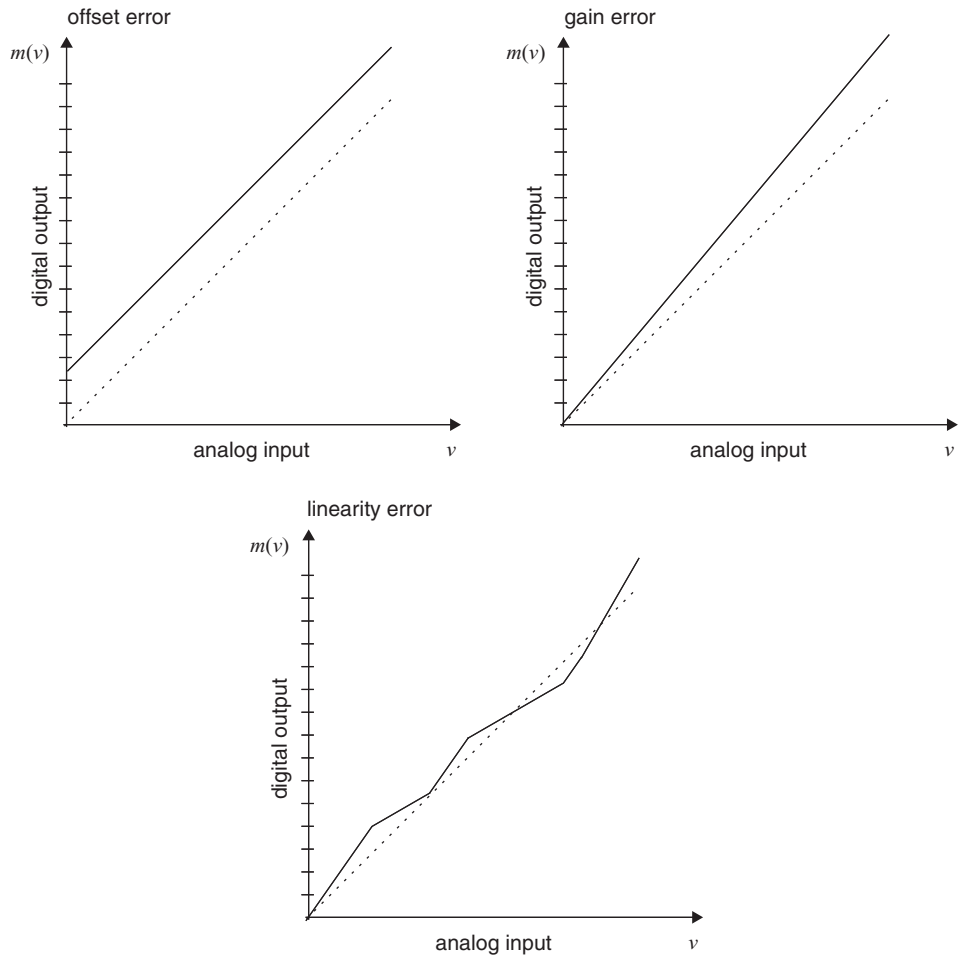 offset error
m(v)
digital output
analog input
v
gain error
m(v)
digital output
analog input
v
linearity error
m(v)
digital output
analog input
v